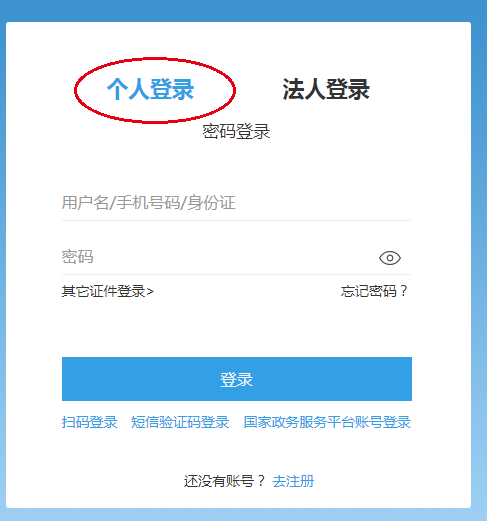 个人登录 法人登录
密码登录
用户名/手机号码/身份证
密码
其它证件登录> 忘记密码？
登录
扫码登录 短信验证码登录 国家政务服务平台账号登录
还没有账号？ 去注册